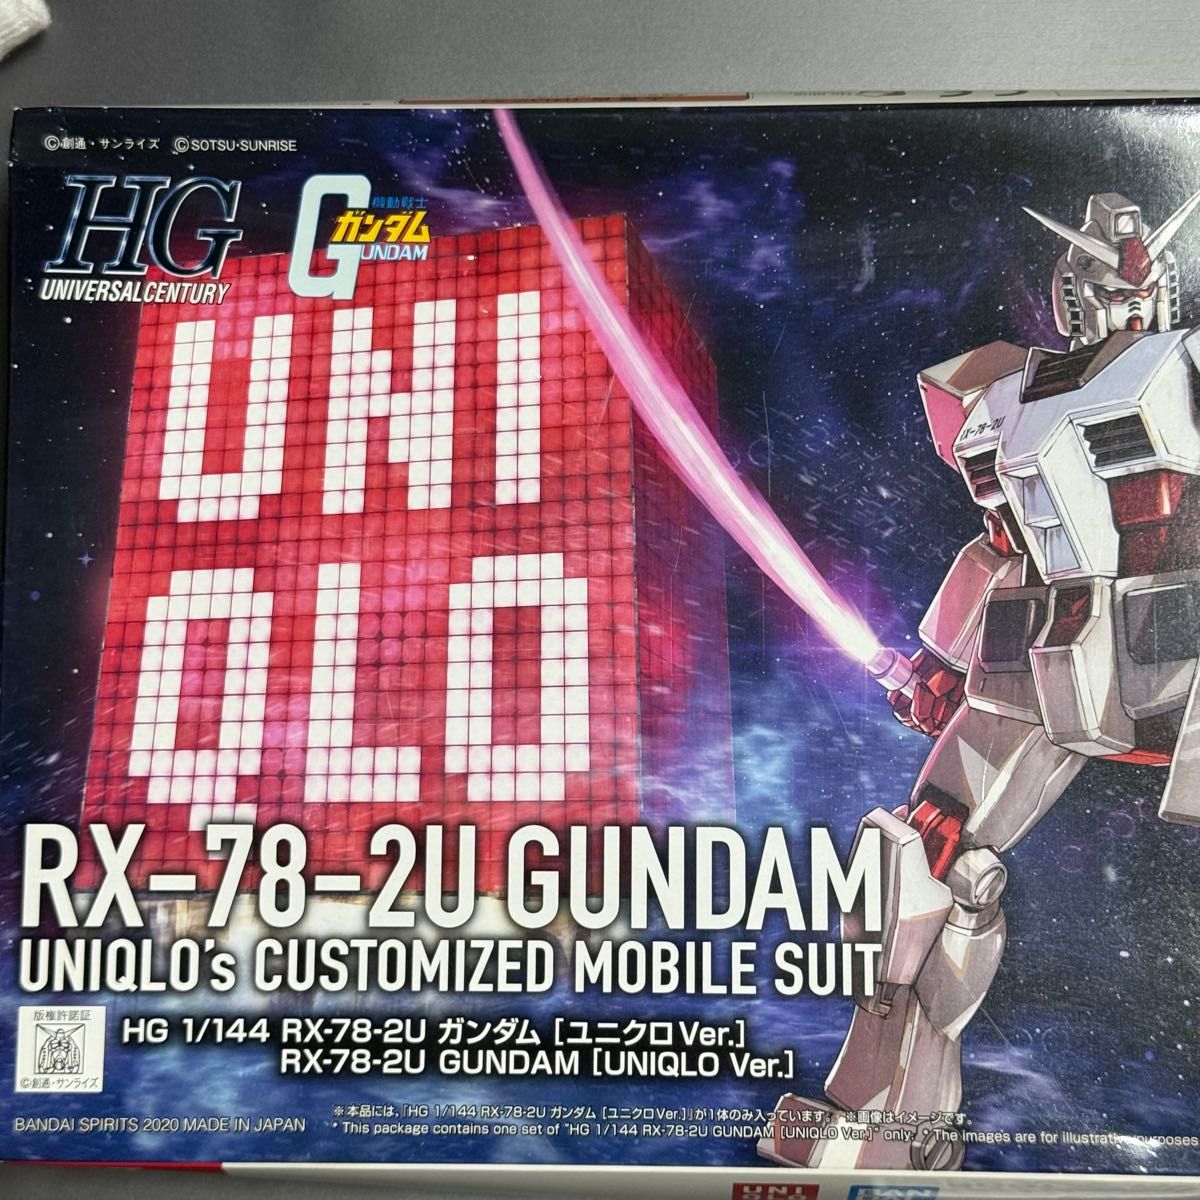 ©創通・サンライズ ©SOTSU・SUNRISE
HG
UNIVERSAL CENTURY
機動戦士
ガンダム
GUNDAM
UNI
QLO
RX-78-2U
RX-78-2U GUNDAM
UNIQLO's CUSTOMIZED MOBILE SUIT
版権許諾証
©創通・サンライズ
HG 1/144 RX-78-2U ガンダム [ユニクロVer.]
RX-78-2U GUNDAM [UNIQLO Ver.]
BANDAI SPIRITS 2020 MADE IN JAPAN
※本品には、「HG 1/144 RX-78-2U ガンダム [ユニクロVer.]」が1体のみ入っています。 ※画像はイメージです。
* This package contains one set of "HG 1/144 RX-78-2U GUNDAM [UNIQLO Ver.]" only. * The images are for illustrative purposes
UNI
QLO
BAN